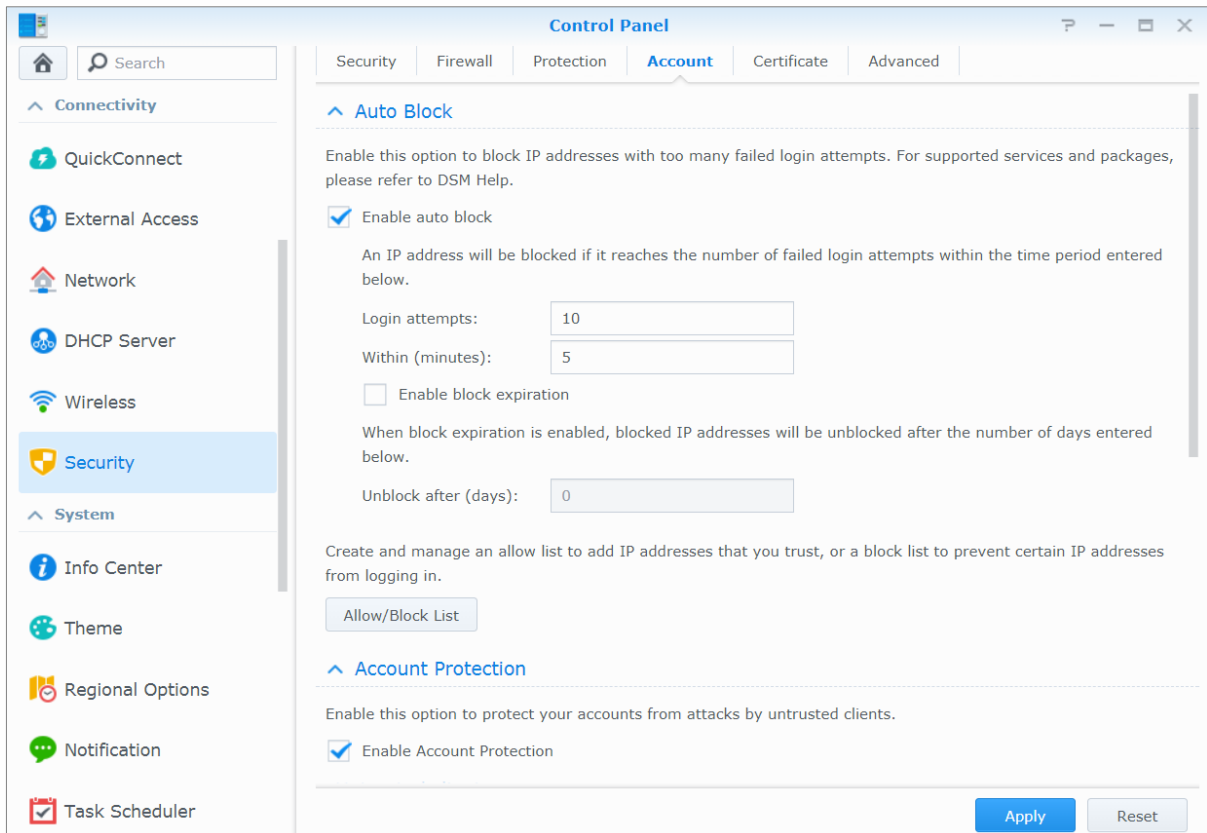 Control Panel
Search
Connectivity
QuickConnect
External Access
Network
DHCP Server
Wireless
Security
System
Info Center
Theme
Regional Options
Notification
Task Scheduler
Security Firewall Protection Account Certificate Advanced
Auto Block
Enable this option to block IP addresses with too many failed login attempts. For supported services and packages,
please refer to DSM Help.
Enable auto block
An IP address will be blocked if it reaches the number of failed login attempts within the time period entered
below.
Login attempts: 10
Within (minutes): 5
Enable block expiration
When block expiration is enabled, blocked IP addresses will be unblocked after the number of days entered
below.
Unblock after (days): 0
Create and manage an allow list to add IP addresses that you trust, or a block list to prevent certain IP addresses
from logging in.
Allow/Block List
Account Protection
Enable this option to protect your accounts from attacks by untrusted clients.
Enable Account Protection
Apply Reset